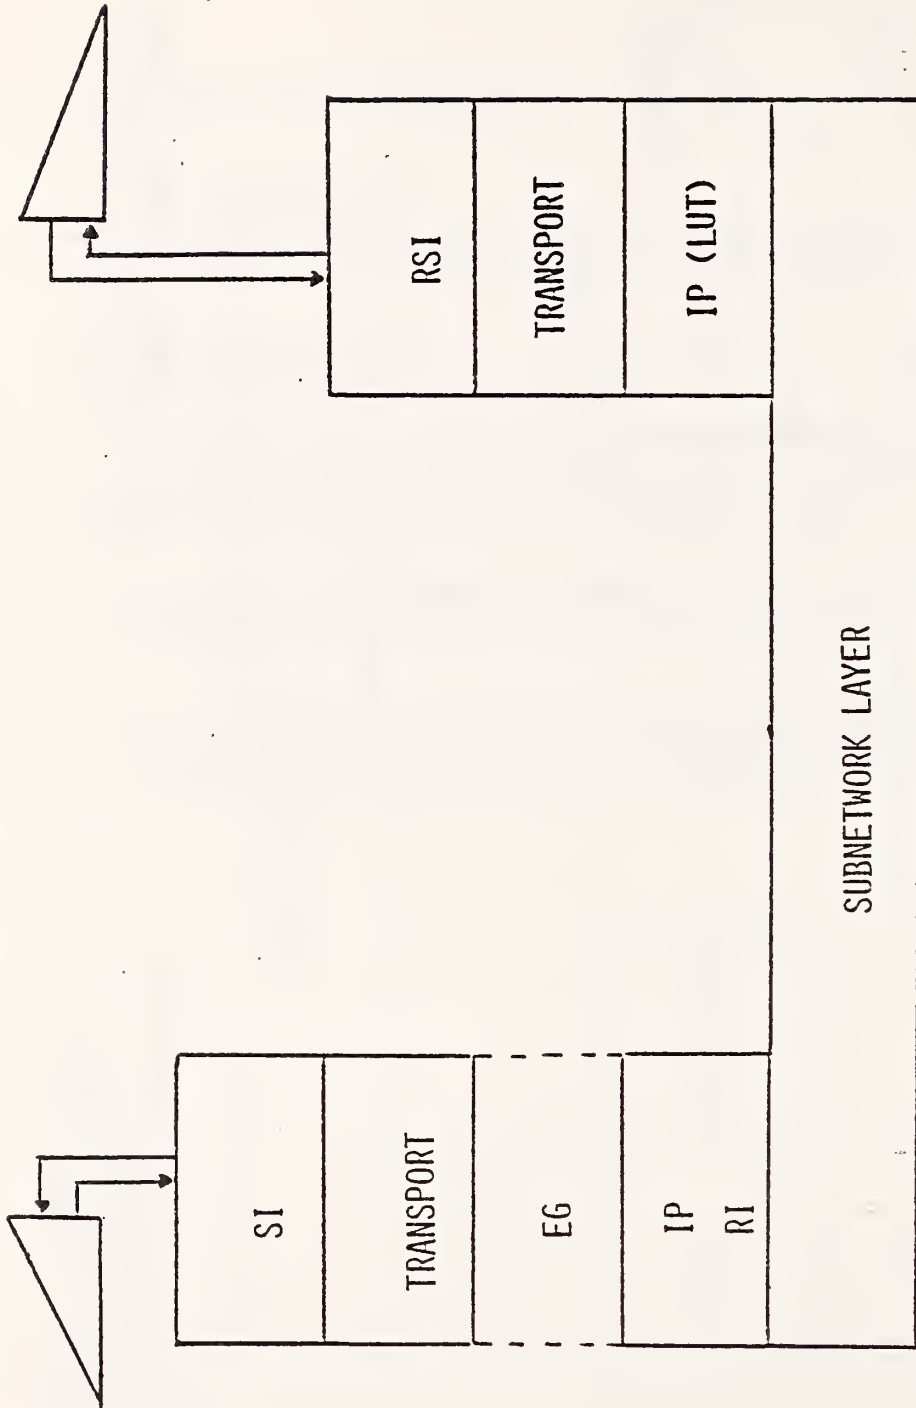 SI
TRANSPORT
EG
IP
RI
RSI
TRANSPORT
IP (LUT)
SUBNETWORK LAYER